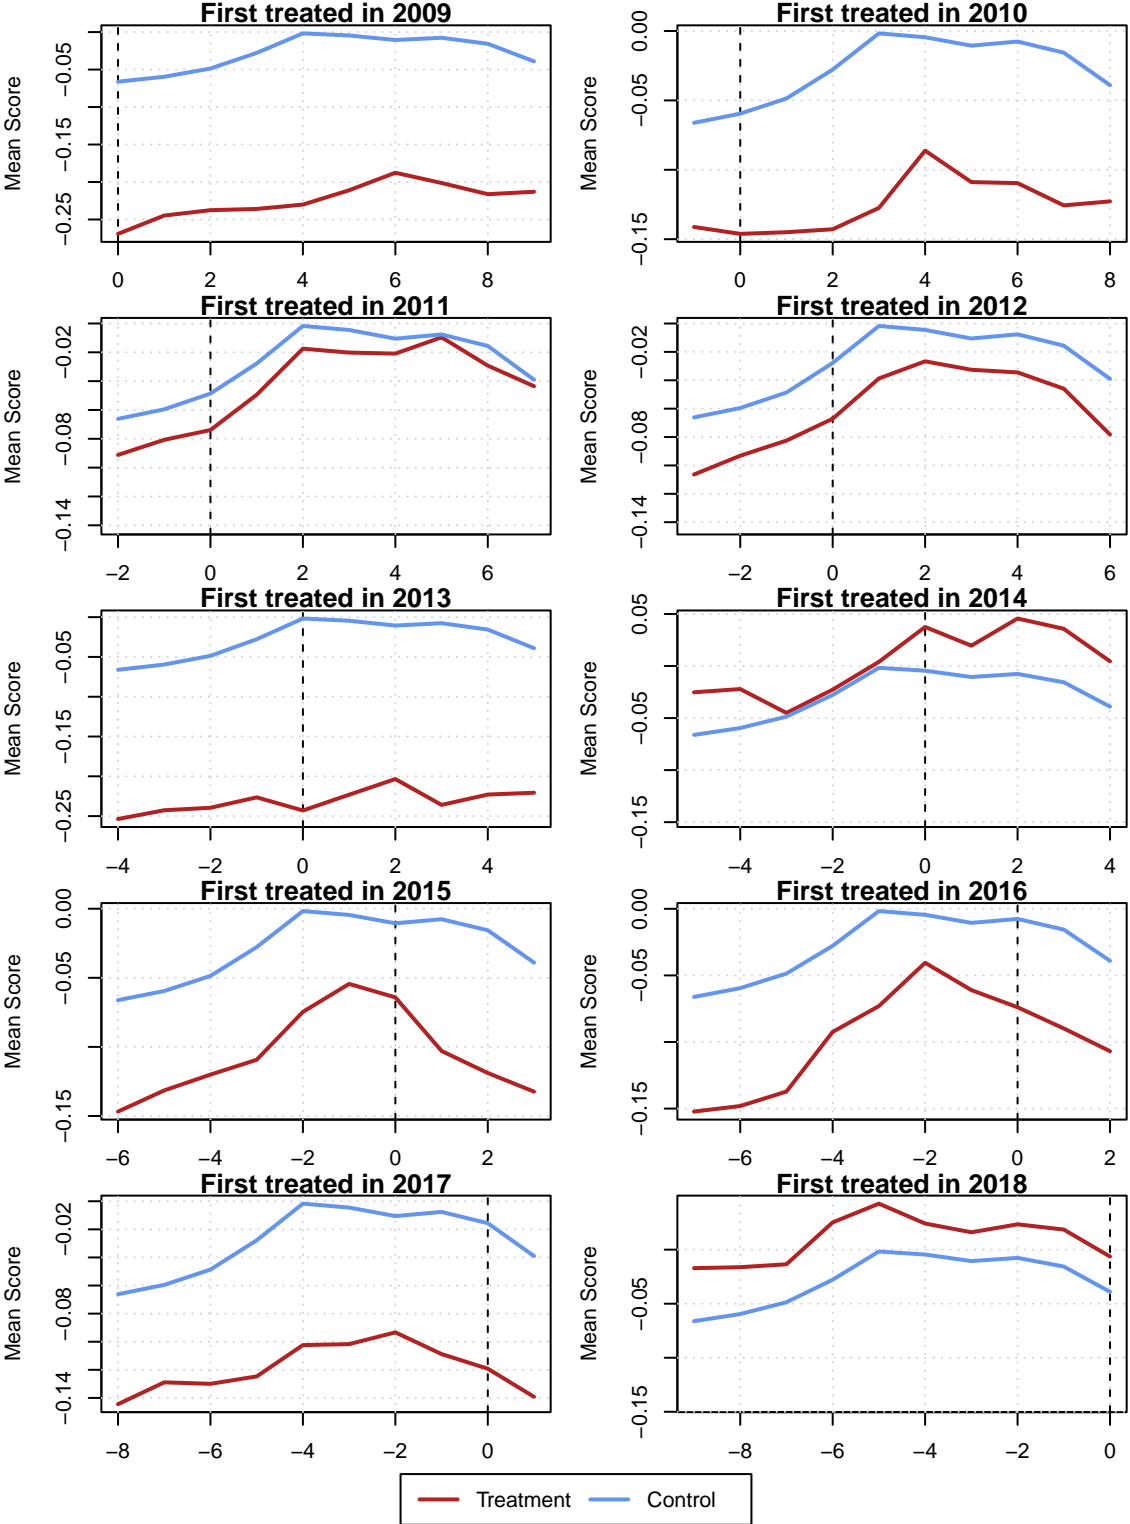 First treated in 2009
Mean Score
−0.05
−0.15
−0.25
0 2 4 6 8
First treated in 2010
Mean Score
0.00
−0.05
−0.15
0 2 4 6 8
First treated in 2011
Mean Score
−0.02
−0.08
−0.14
−2 0 2 4 6
First treated in 2012
Mean Score
−0.02
−0.08
−0.14
−2 0 2 4 6
First treated in 2013
Mean Score
−0.05
−0.15
−0.25
−4 −2 0 2 4
First treated in 2014
Mean Score
0.05
−0.05
−0.15
−4 −2 0 2 4
First treated in 2015
Mean Score
0.00
−0.05
−0.15
−6 −4 −2 0 2
First treated in 2016
Mean Score
0.00
−0.05
−0.15
−6 −4 −2 0 2
First treated in 2017
Mean Score
−0.02
−0.08
−0.14
−8 −6 −4 −2 0
First treated in 2018
Mean Score
−0.05
−0.15
−8 −6 −4 −2 0
Treatment Control